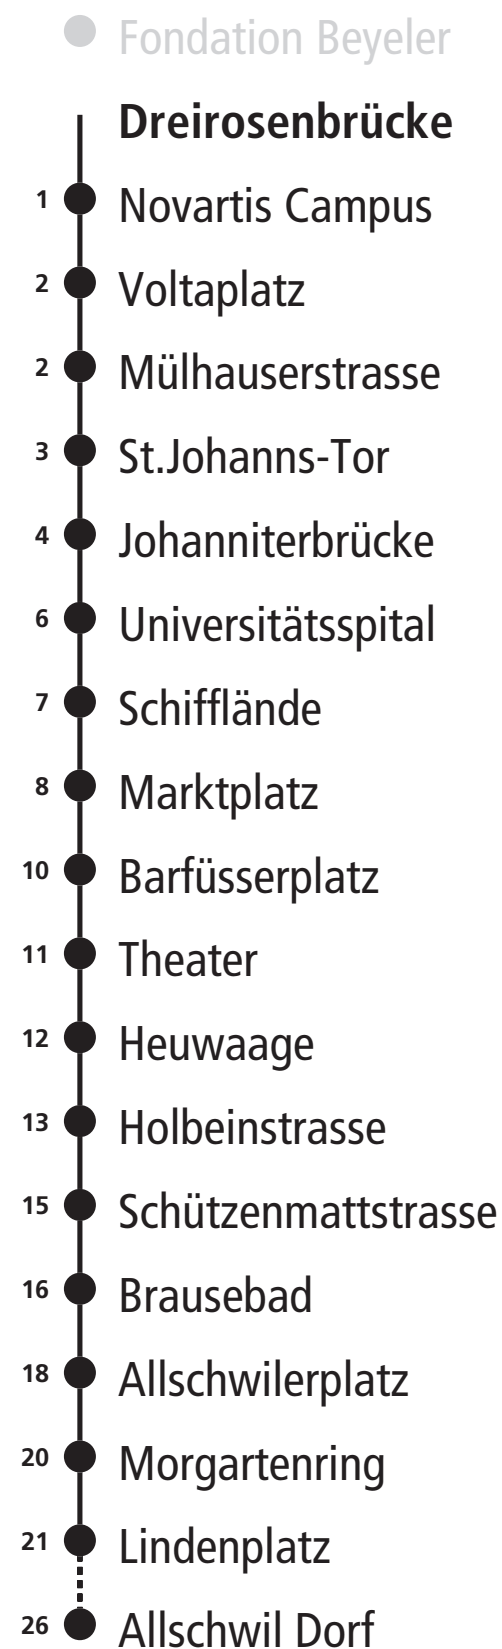 Fondation Beyeler
Dreirosenbrücke
1 Novartis Campus
2 Voltaplatz
2 Mülhauserstrasse
3 St.Johanns-Tor
4 Johanniterbrücke
6 Universitätsspital
7 Schifflände
8 Marktplatz
10 Barfüsserplatz
11 Theater
12 Heuwaage
13 Holbeinstrasse
15 Schützenmattstrasse
16 Brausebad
18 Allschwilerplatz
20 Morgartenring
21 Lindenplatz
26 Allschwil Dorf